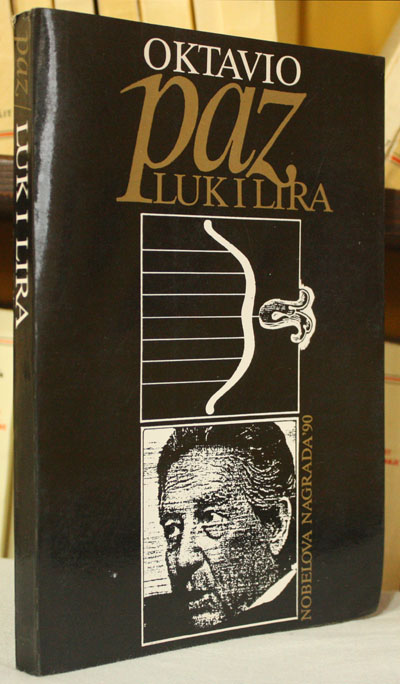 OKTAVIO
paz
LUK I LIRA
NOBELOVA NAGRADA'90
paz/ LUK I LIRA